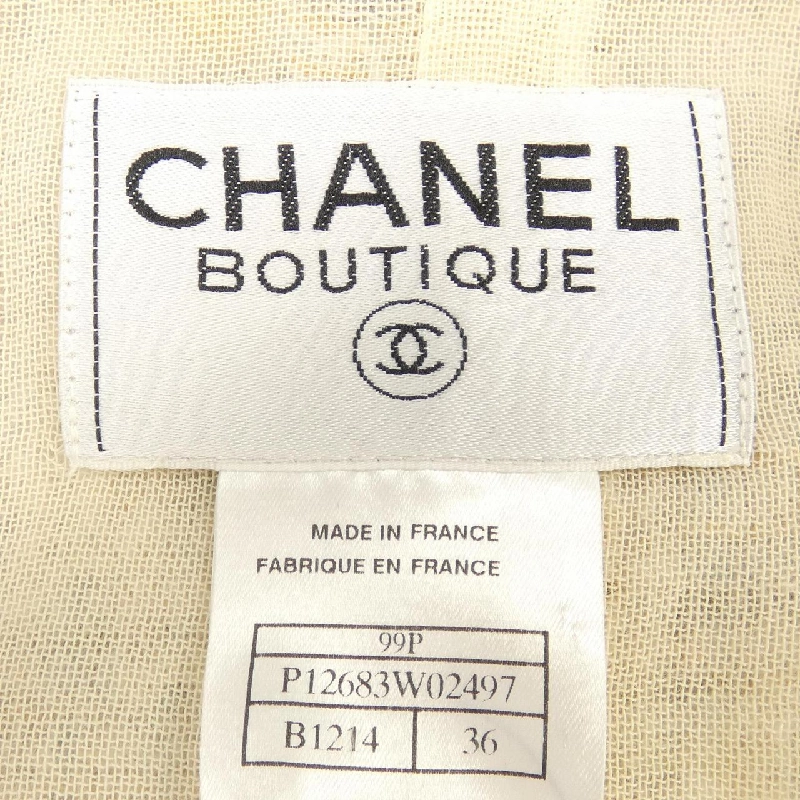 CHANEL
BOUTIQUE
MADE IN FRANCE
FABRIQUE EN FRANCE
99P
P12683W02497
B1214 36